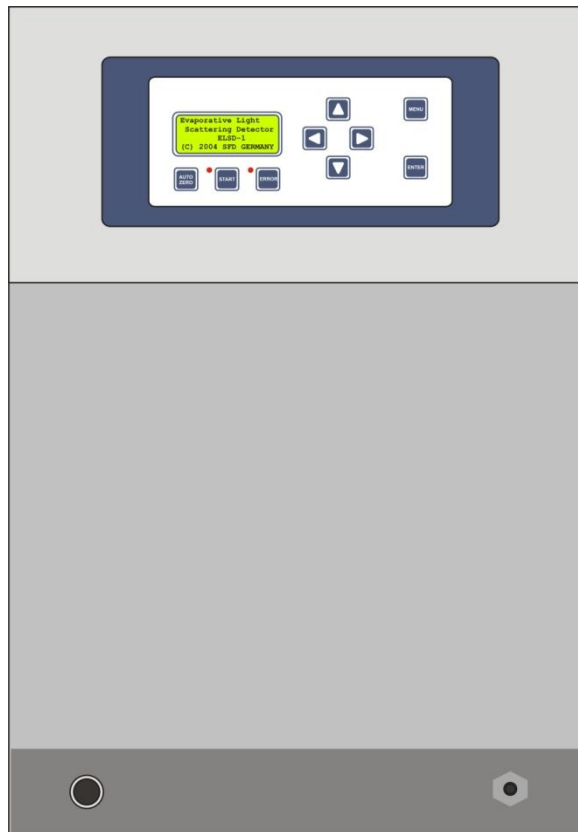 Evaporative Light
Scattering Detector
ELSD-1
(C) 2004 SFD GERMANY
MENU
AUTO
ZERO
START
ERROR
ENTER